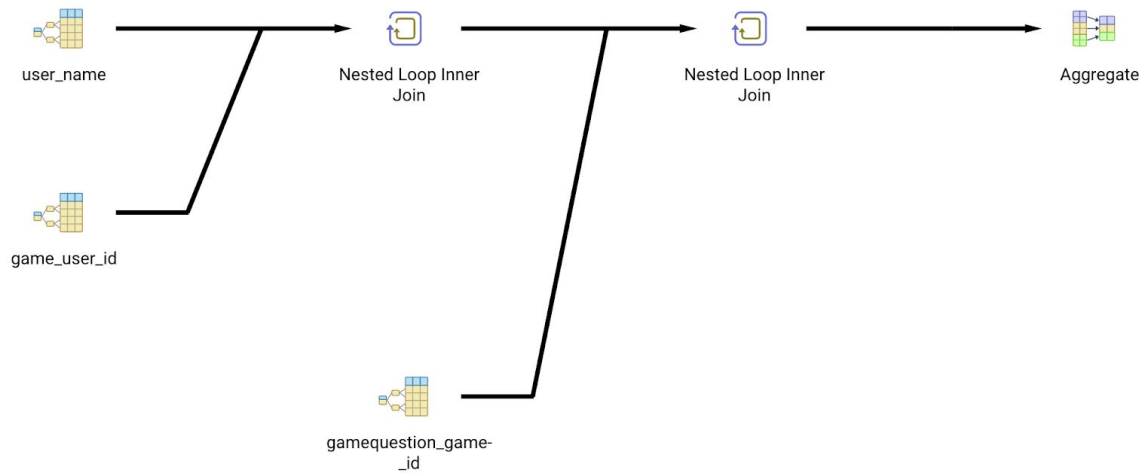 user_name
Nested Loop Inner
Join
Nested Loop Inner
Join
Aggregate
game_user_id
gamequestion_game-
_id